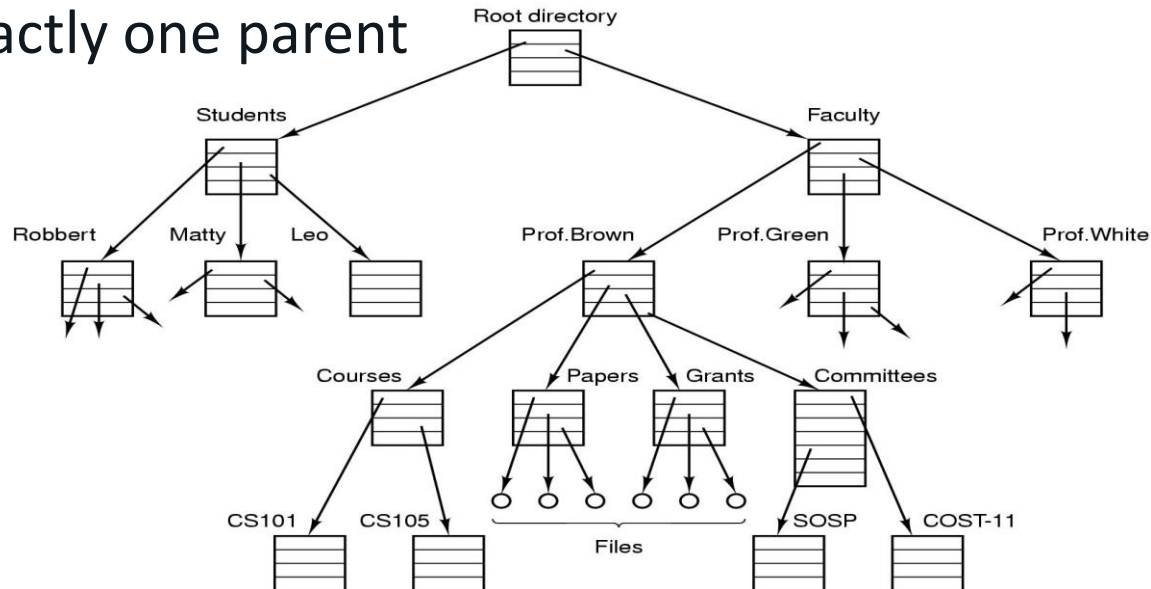 actly one parent
Root directory
Students
Faculty
Robbert
Matty
Leo
Prof.Brown
Prof.Green
Prof.White
Courses
Papers
Grants
Committees
CS101
CS105
Files
SOSP
COST-11